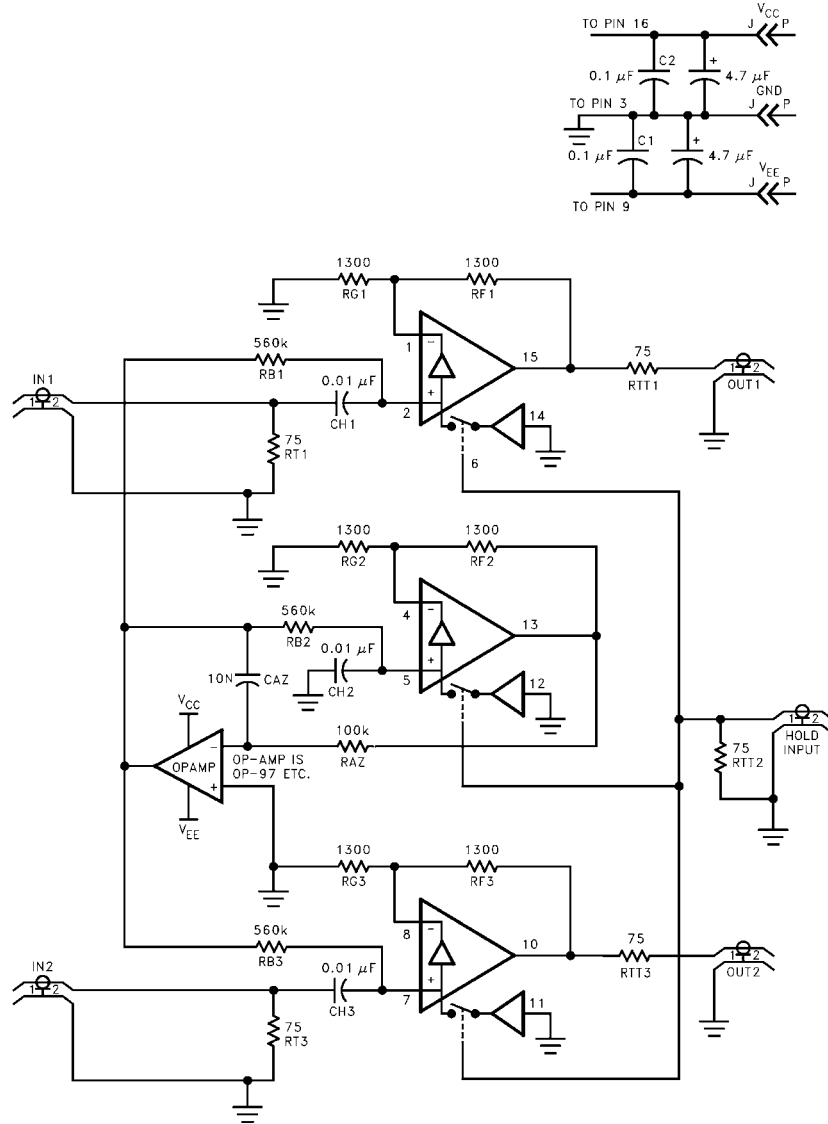 V_CC
TO PIN 16 J P
C2 +
0.1 µF 4.7 µF
GND
TO PIN 3 J P
C1 +
0.1 µF 4.7 µF
V_EE
J P
TO PIN 9
1300 1300
RG1 RF1
560k
RB1
1 − 15 75
RTT1
1 2
OUT1
IN1
1 2
0.01 µF
CH1
+
2
14
75
RT1
6
1300 1300
RG2 RF2
560k
RB2
4 − 13
0.01 µF
CH2
+
5
12
10N CAZ
V_CC
100k
RAZ
−
OPAMP
+
OP-AMP IS
OP-97 ETC.
V_EE
1 2
HOLD
INPUT
75
RTT2
1300 1300
RG3 RF3
560k
RB3
8 − 10 75
RTT3
1 2
OUT2
IN2
1 2
0.01 µF
CH3
+
7
11
75
RT3